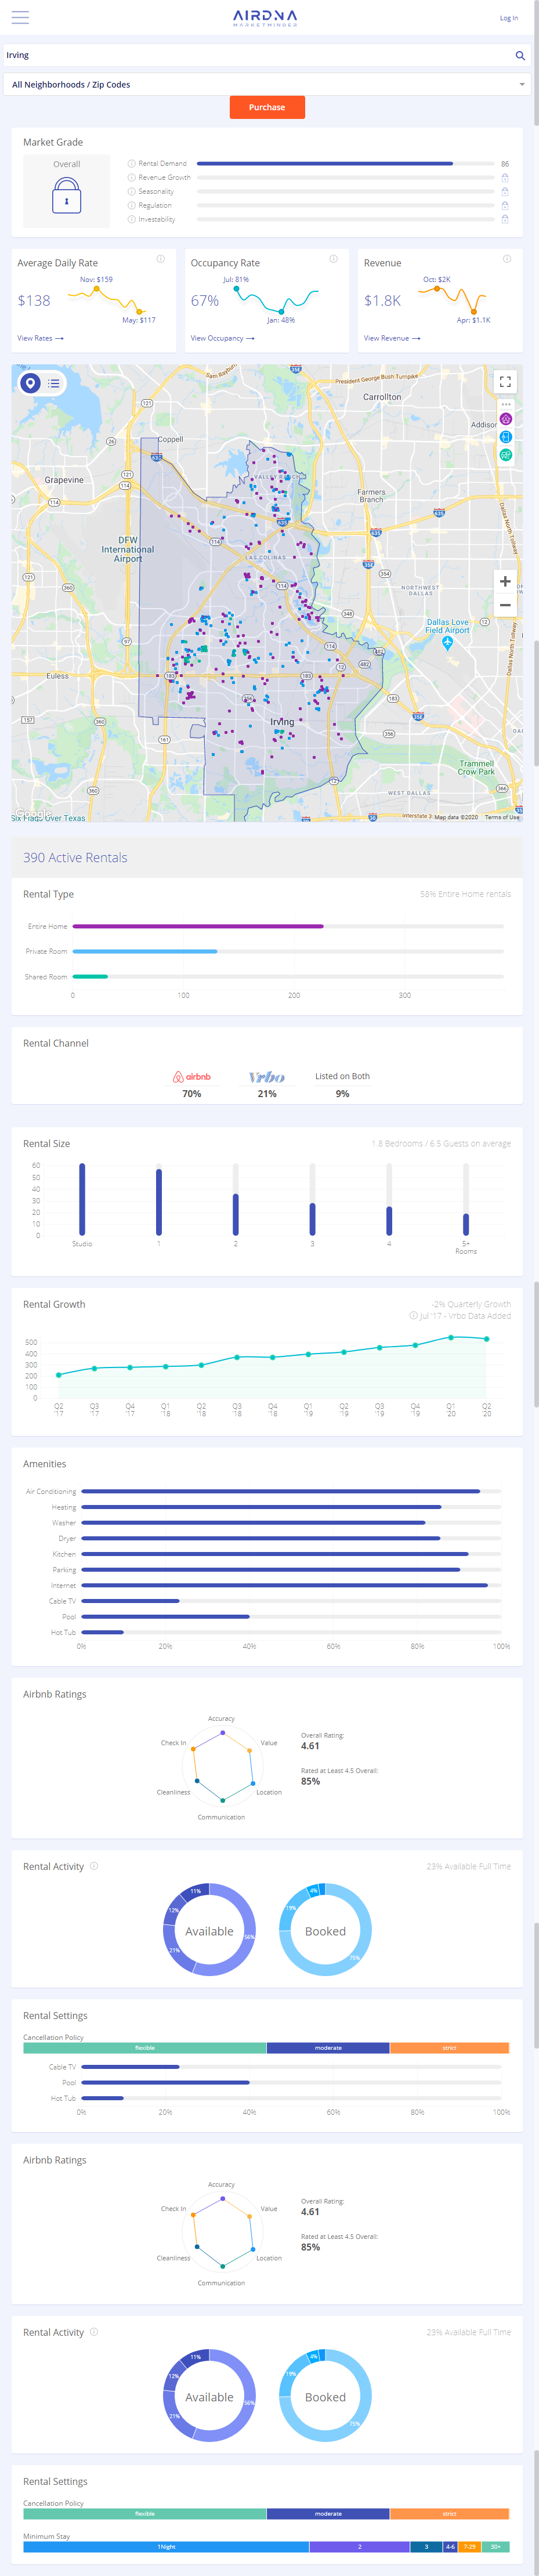 AIRDNA
MARKETMINDER
Log In
Irving
All Neighborhoods / Zip Codes
Purchase
Market Grade
Overall
Rental Demand
86
Revenue Growth
Seasonality
Regulation
Investability
Average Daily Rate
Nov: $159
$138
May: $117
View Rates
Occupancy Rate
Jul: 81%
67%
Jan: 48%
View Occupancy
Revenue
Oct: $2K
$1.8K
Apr: $1.1K
View Revenue
President George Bush Turnpike
Carrollton
Coppell
Grapevine
VALLEY RANCH
Farmers
Branch
DFW
International
Airport
LAS COLINAS
NORTHWEST
DALLAS
Dallas Love
Field Airport
Dallas North Tollway
Euless
Irving
Trammell
Crow Park
WEST DALLAS
Six Flags Over Texas
Google
Interstate 3
Map data ©2020
Terms of Use
390 Active Rentals
Rental Type
58% Entire Home rentals
Entire Home
Private Room
Shared Room
0 100 200 300
Rental Channel
airbnb
Vrbo
Listed on Both
70% 21% 9%
Rental Size
1.8 Bedrooms / 6.5 Guests on average
60
50
40
30
20
10
0
Studio 1 2 3 4 5+
Rooms
Rental Growth
-2% Quarterly Growth
Jul '17 - Vrbo Data Added
500
400
300
200
100
0
Q2 Q3 Q4 Q1 Q2 Q3 Q4 Q1 Q2 Q3 Q4 Q1 Q2
'17 '17 '17 '18 '18 '18 '18 '19 '19 '19 '19 '20 '20
Amenities
Air Conditioning
Heating
Washer
Dryer
Kitchen
Parking
Internet
Cable TV
Pool
Hot Tub
0% 20% 40% 60% 80% 100%
Airbnb Ratings
Accuracy
Check In
Value
Cleanliness
Location
Communication
Overall Rating:
4.61
Rated at Least 4.5 Overall:
85%
Rental Activity
23% Available Full Time
11%
12%
21%
56%
Available
4%
19%
75%
Booked
Rental Settings
Cancellation Policy
flexible moderate strict
Cable TV
Pool
Hot Tub
0% 20% 40% 60% 80% 100%
Airbnb Ratings
Accuracy
Check In
Value
Cleanliness
Location
Communication
Overall Rating:
4.61
Rated at Least 4.5 Overall:
85%
Rental Activity
23% Available Full Time
11%
12%
21%
56%
Available
4%
19%
75%
Booked
Rental Settings
Cancellation Policy
flexible moderate strict
Minimum Stay
1Night 2 3 4-6 7-29 30+